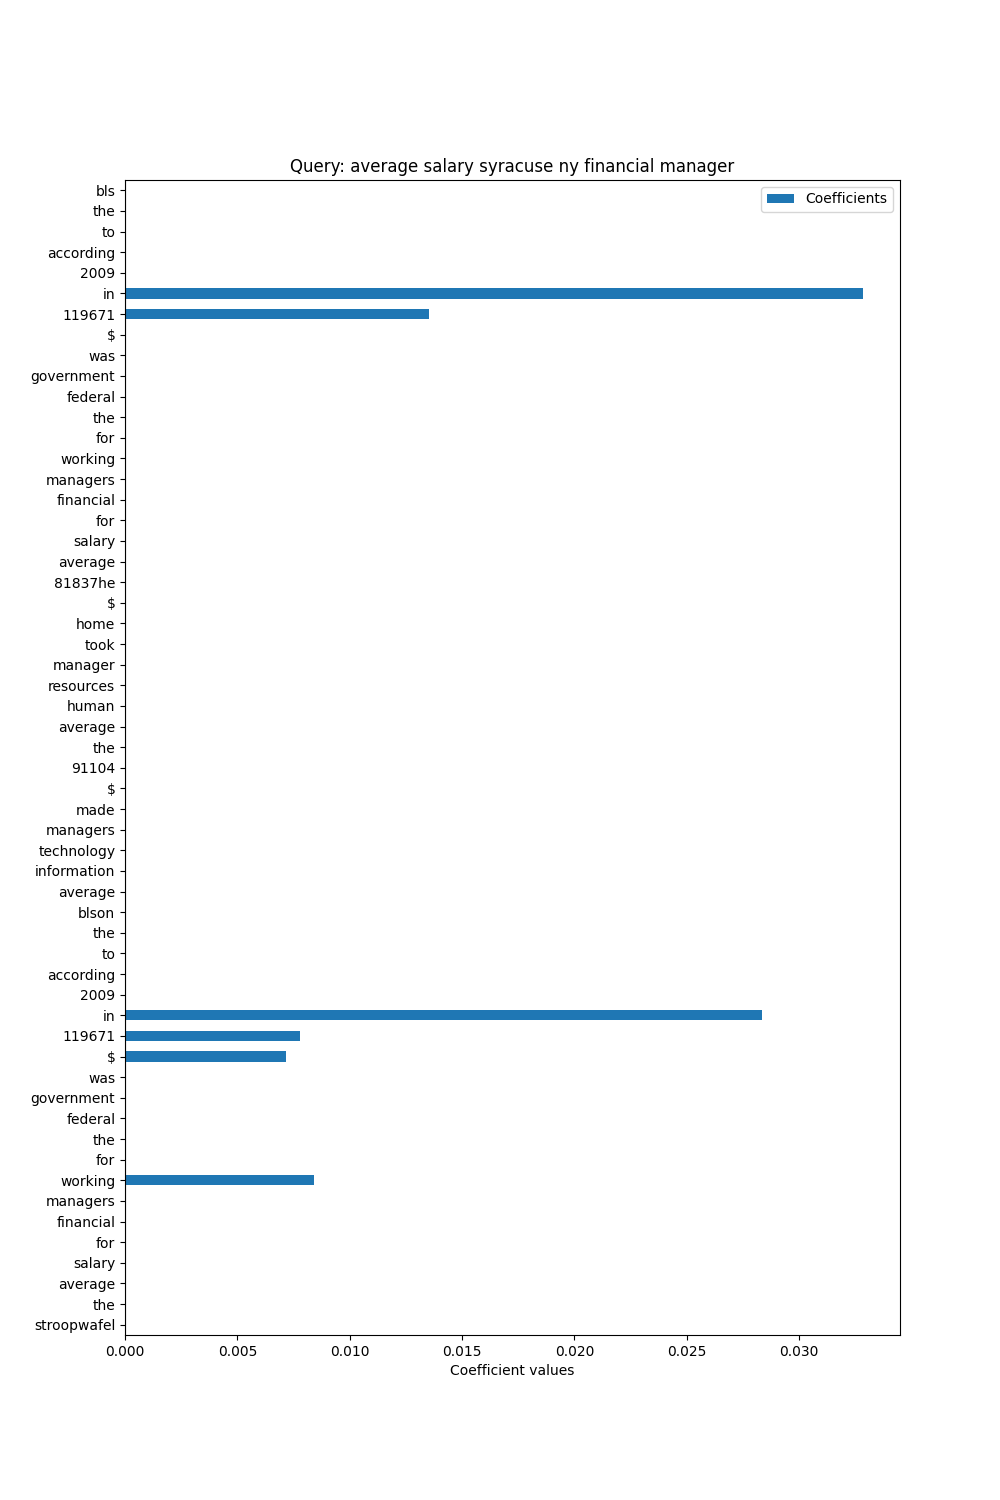 Query: average salary syracuse ny financial manager
Coefficients
bls
the
to
according
2009
in
119671
$
was
government
federal
the
for
working
managers
financial
for
salary
average
81837he
$
home
took
manager
resources
human
average
the
91104
$
made
managers
technology
information
average
blson
the
to
according
2009
in
119671
$
was
government
federal
the
for
working
managers
financial
for
salary
average
the
stroopwafel
0.000 0.005 0.010 0.015 0.020 0.025 0.030
Coefficient values